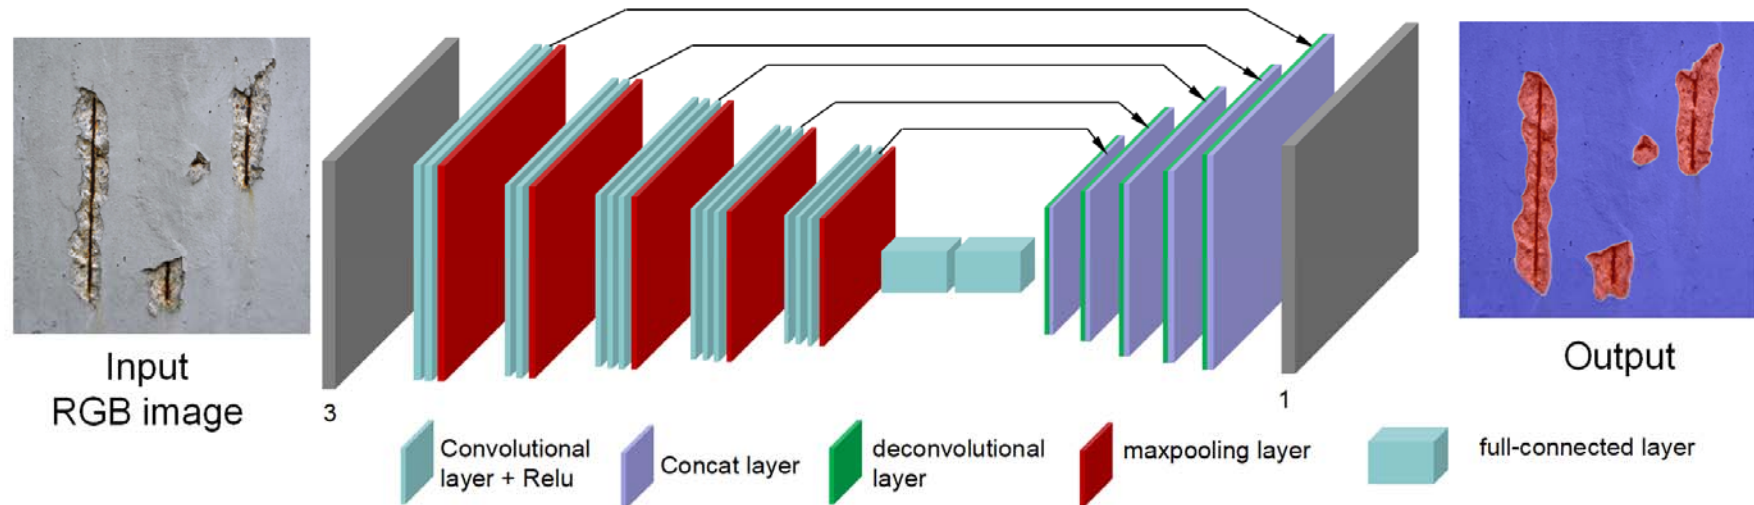 Input
RGB image
3
1
Output
Convolutional
layer + Relu
Concat layer
deconvolutional
layer
maxpooling layer
full-connected layer